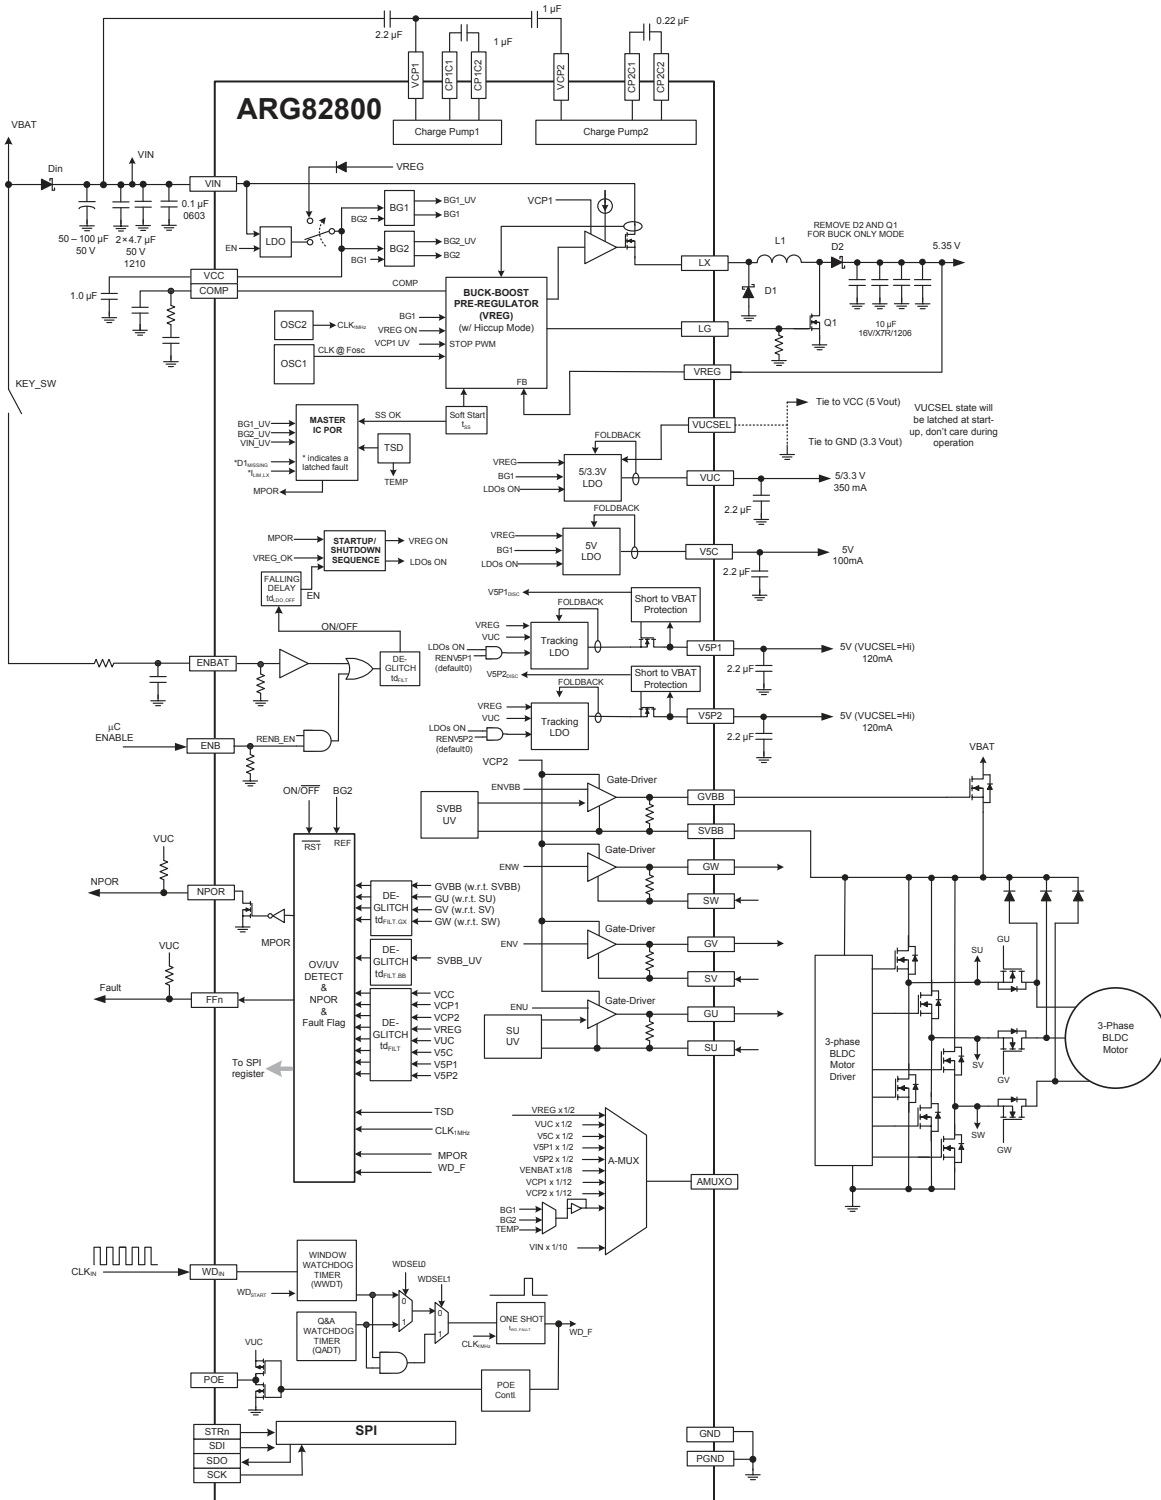 1 µF
2.2 µF
1 µF
0.22 µF
VCP1
CP1C1
CP1C2
VCP2
CP2C1
CP2C2
ARG82800
Charge Pump1
Charge Pump2
VBAT
Din
VIN
VIN
0.1 µF
0603
50 – 100 µF
50 V
2×4.7 µF
50 V
1210
VREG
LDO
EN
BG1
BG2
BG1_UV
BG1
BG2
BG1
BG2_UV
BG2
VCP1
VCC
COMP
1.0 µF
COMP
BUCK-BOOST
PRE-REGULATOR
(VREG)
(w/ Hiccup Mode)
STOP PWM
FB
BG1
VREG ON
VCP1 UV
OSC2
CLK1MHz
OSC1
CLK @ Fosc
LX
LG
VREG
L1
REMOVE D2 AND Q1
FOR BUCK ONLY MODE
D2
5.35 V
D1
Q1
10 µF
16V/X7R/1206
KEY_SW
BG1_UV
BG2_UV
VIN_UV
*D1MISSING
*ILIM,LX
MPOR
MASTER
IC POR
* indicates a
latched fault
SS OK
Soft Start
tSS
TSD
TEMP
VUCSEL
Tie to VCC (5 Vout)
Tie to GND (3.3 Vout)
VUCSEL state will
be latched at start-
up, don't care during
operation
FOLDBACK
VREG
BG1
LDOs ON
5/3.3V
LDO
VUC
5/3.3 V
350 mA
2.2 µF
FOLDBACK
VREG
BG1
LDOs ON
5V
LDO
V5C
5V
100mA
2.2 µF
MPOR
VREG_OK
STARTUP/
SHUTDOWN
SEQUENCE
VREG ON
LDOs ON
FALLING
DELAY
tdLDO,OFF
EN
ON/OFF
V5P1DISC
Short to VBAT
Protection
FOLDBACK
VREG
VUC
LDOs ON
RENV5P1
(default0)
Tracking
LDO
V5P1
5V (VUCSEL=Hi)
120mA
2.2 µF
ENBAT
DE-
GLITCH
tdFILT
V5P2DISC
Short to VBAT
Protection
FOLDBACK
VREG
VUC
LDOs ON
RENV5P2
(default0)
Tracking
LDO
V5P2
5V (VUCSEL=Hi)
120mA
2.2 µF
µC
ENABLE
ENB
RENB_EN
VCP2
VBAT
ENVBB
Gate-Driver
GVBB
SVBB
UV
SVBB
ENW
Gate-Driver
GW
SW
ENV
Gate-Driver
GV
SV
ENU
Gate-Driver
GU
SU
UV
SU
ON/OFF
BG2
RST
REF
VUC
NPOR
NPOR
MPOR
VUC
Fault
FFn
OV/UV
DETECT
&
NPOR
&
Fault Flag
To SPI
register
DE-
GLITCH
tdFILT.GX
GVBB (w.r.t. SVBB)
GU (w.r.t. SU)
GV (w.r.t. SV)
GW (w.r.t. SW)
DE-
GLITCH
tdFILT.BB
SVBB_UV
DE-
GLITCH
tdFILT
VCC
VCP1
VCP2
VREG
VUC
V5C
V5P1
V5P2
TSD
CLK1MHz
MPOR
WD_F
3-phase
BLDC
Motor
Driver
SU
GU
SV
GV
SW
GW
3-Phase
BLDC
Motor
VREG x1/2
VUC x 1/2
V5C x 1/2
V5P1 x 1/2
V5P2 x 1/2
VENBAT x1/8
VCP1 x 1/12
VCP2 x 1/12
BG1
BG2
TEMP
VIN x 1/10
A-MUX
AMUXO
CLKIN
WDIN
WDSTART
WINDOW
WATCHDOG
TIMER
(WWDT)
Q&A
WATCHDOG
TIMER
(QADT)
WDSEL0
WDSEL1
0
1
0
1
ONE SHOT
tWD_FAULT
CLK1MHz
WD_F
VUC
POE
POE
Contl.
STRn
SDI
SDO
SCK
SPI
GND
PGND